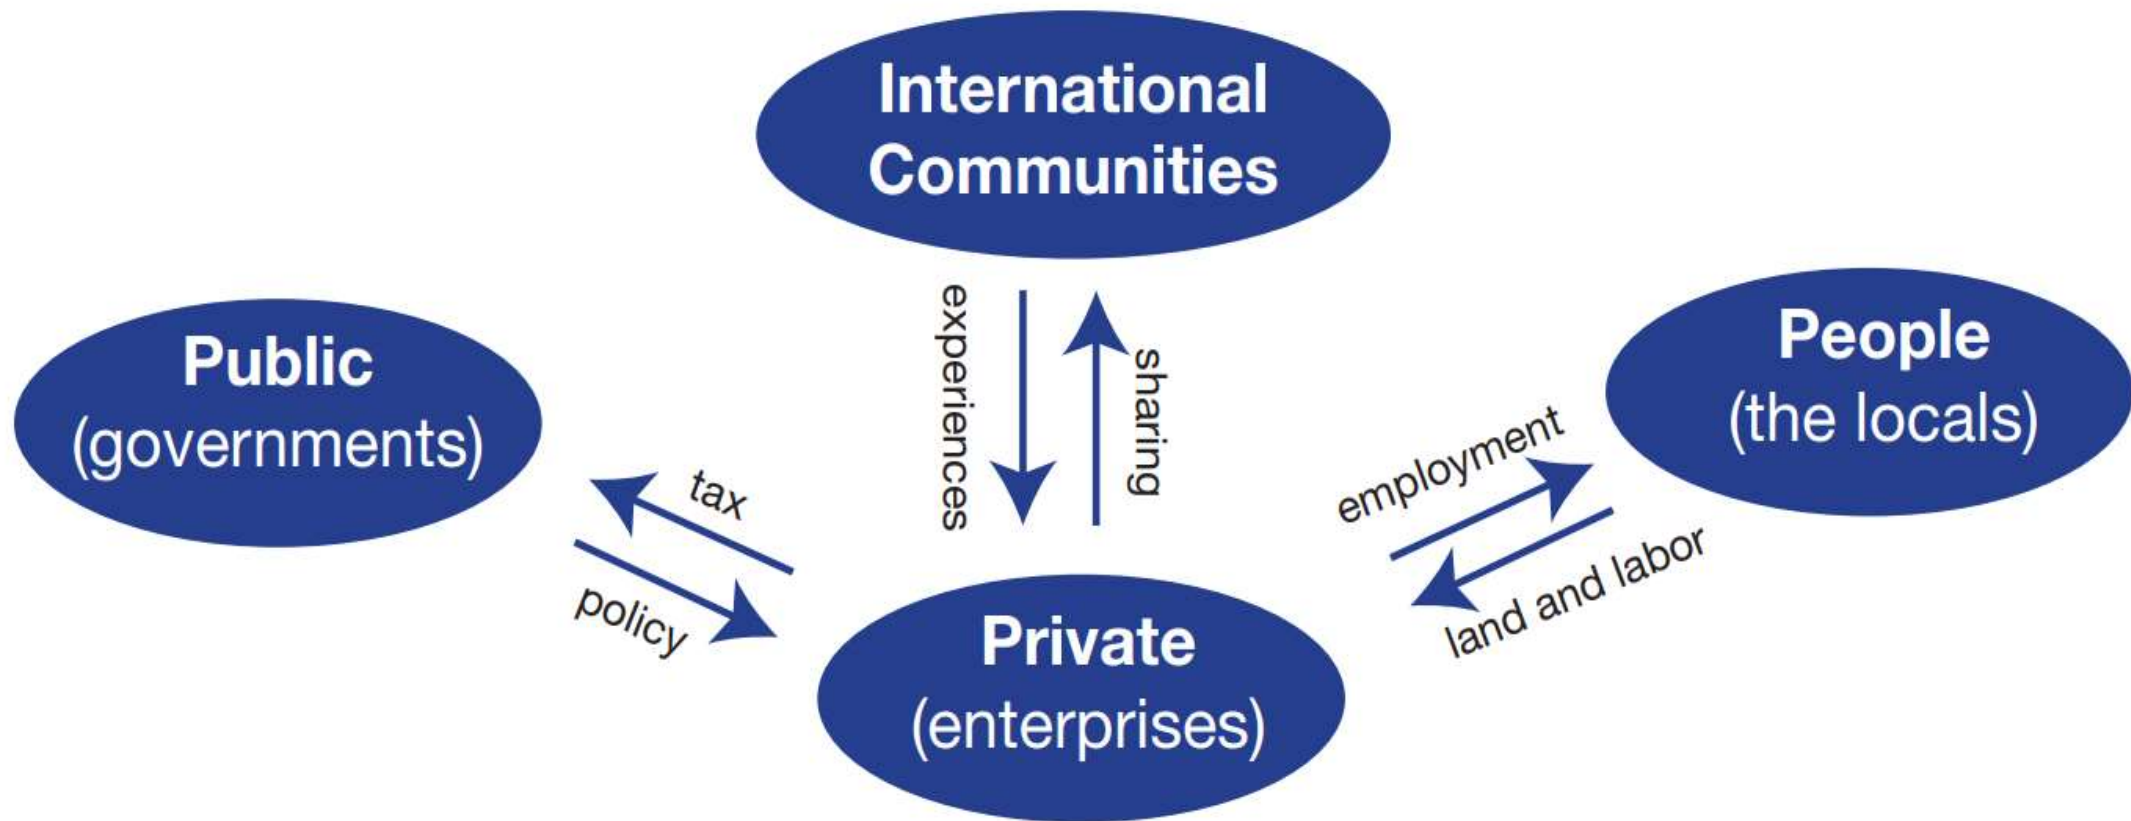 International
Communities
Public
(governments)
People
(the locals)
experiences
sharing
tax
policy
employment
land and labor
Private
(enterprises)